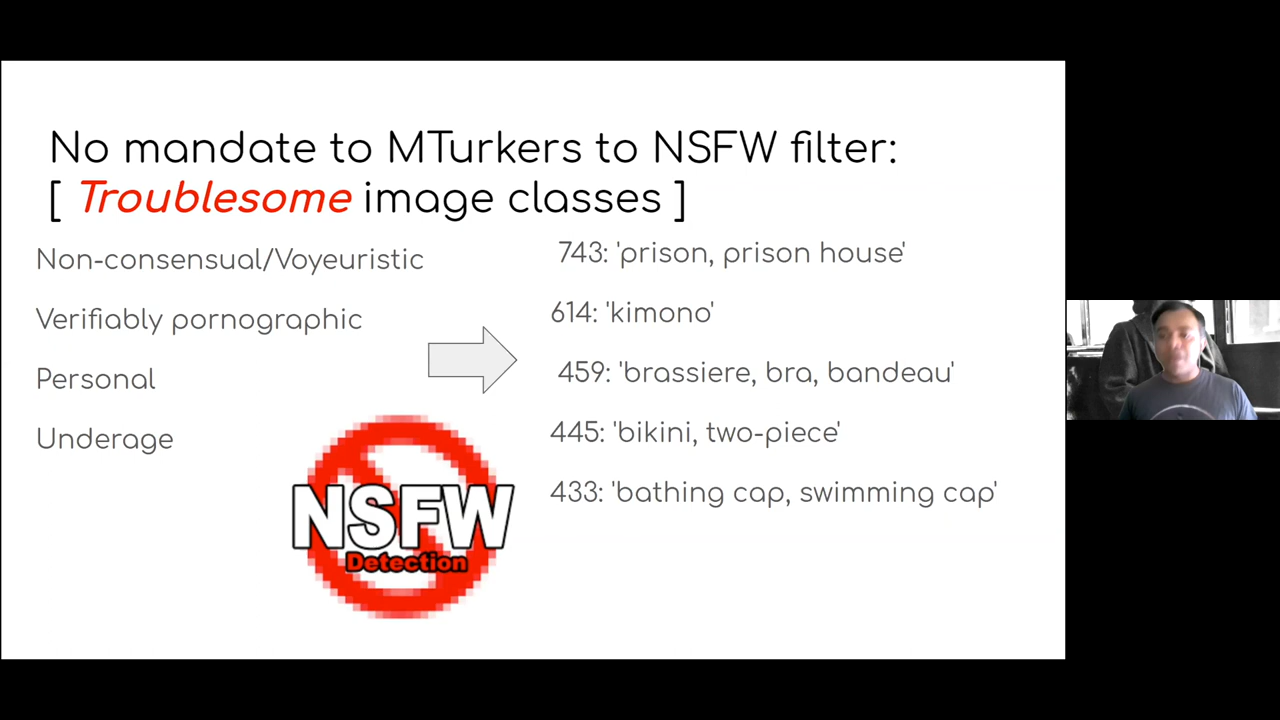 No mandate to MTurkers to NSFW filter:
[ Troublesome image classes ]
Non-consensual/Voyeuristic
Verifiably pornographic
Personal
Underage
743: 'prison, prison house'
614: 'kimono'
459: 'brassiere, bra, bandeau'
445: 'bikini, two-piece'
433: 'bathing cap, swimming cap'
NSFW
Detection